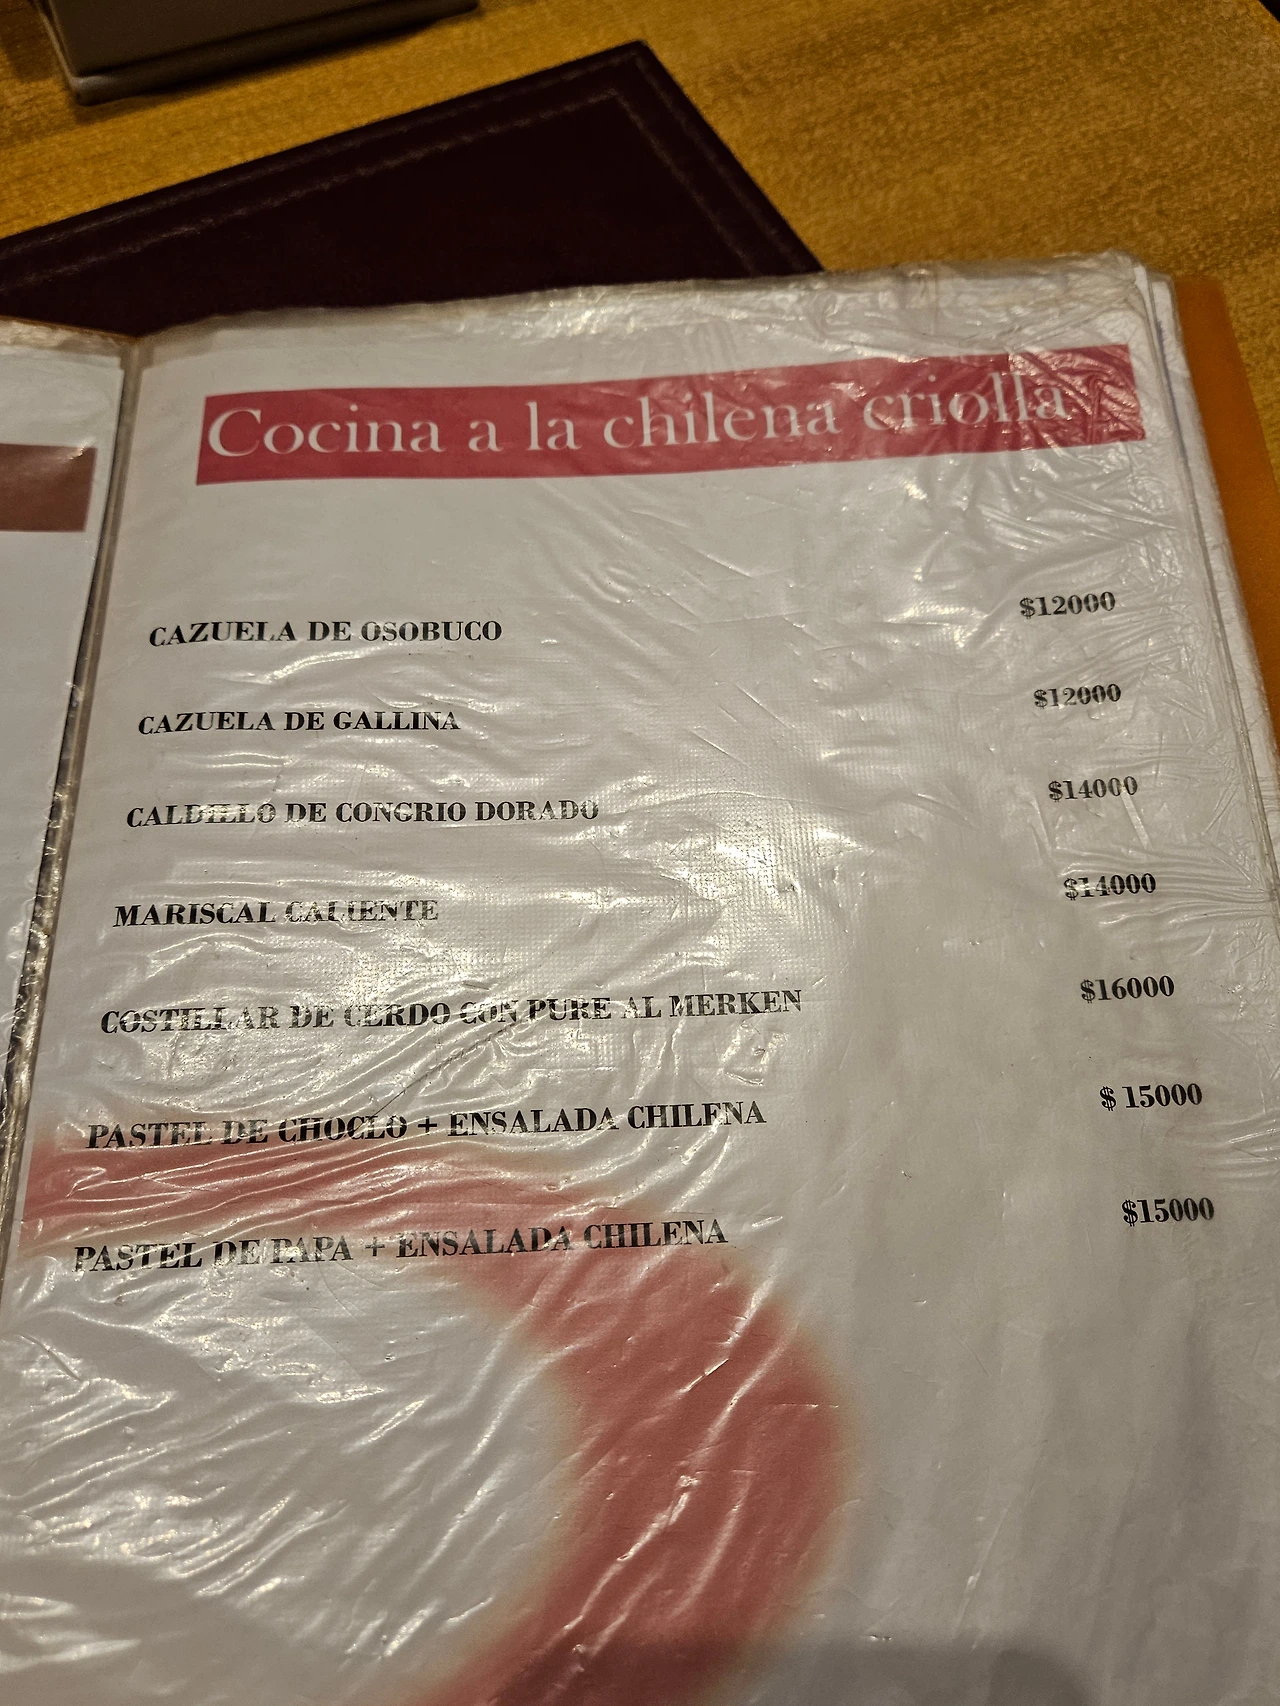 Cocina a la chilena criolla
CAZUELA DE OSOBUCO $12000
CAZUELA DE GALLINA $12000
CALDILLO DE CONGRIO DORADO $14000
MARISCAL CALIENTE $14000
COSTILLAR DE CERDO CON PURE AL MERKEN $16000
PASTEL DE CHOCLO + ENSALADA CHILENA $ 15000
PASTEL DE PAPA + ENSALADA CHILENA $15000